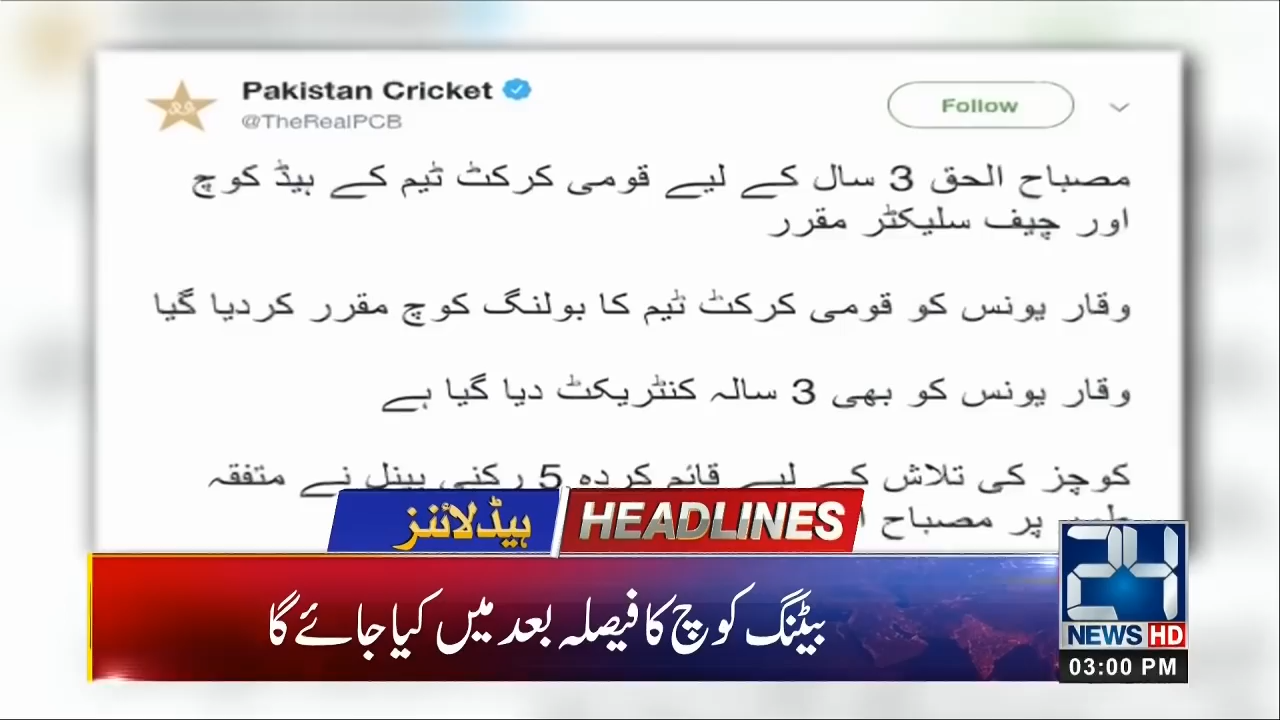 Pakistan Cricket
@TheRealPCB
Follow
مصباح الحق 3 سال کے لیے قومی کرکٹ ٹیم کے ہیڈ کوچ
اور چیف سلیکٹر مقرر
وقار یونس کو قومی کرکٹ ٹیم کا بولنگ کوچ مقرر کردیا گیا
وقار یونس کو بھی 3 سالہ کنٹریکٹ دیا گیا ہے
کوچز کی تلاش کے لیے قائم کردہ 5 رکنی پینل نے متفقہ
پر مصباح
ہیڈلائنز HEADLINES
بیٹنگ کوچ کا فیصلہ بعد میں کیا جائے گا
24
NEWS HD
03:00 PM